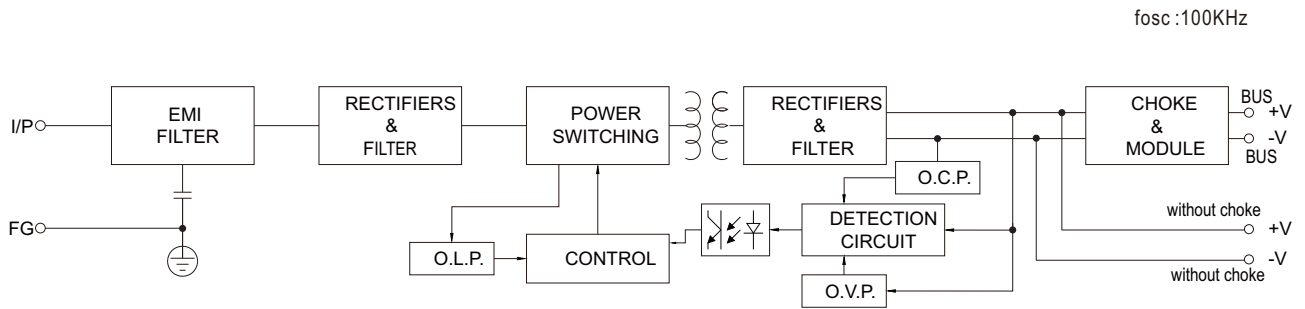 fosc :100KHz
I/P
EMI
FILTER
RECTIFIERS
&
FILTER
POWER
SWITCHING
RECTIFIERS
&
FILTER
CHOKE
&
MODULE
BUS
+V
-V
BUS
O.C.P.
FG
O.L.P.
CONTROL
DETECTION
CIRCUIT
O.V.P.
without choke
+V
-V
without choke